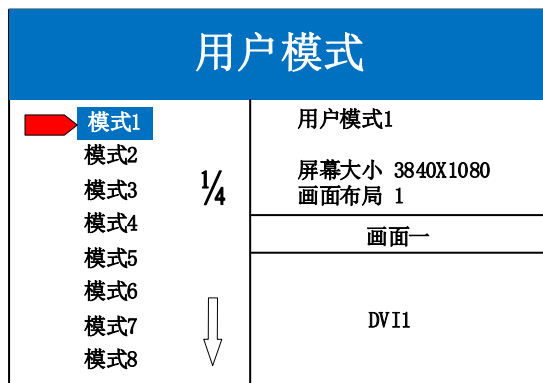 用户模式
模式1
模式2
模式3
模式4
模式5
模式6
模式7
模式8
1/4
用户模式1
屏幕大小 3840X1080
画面布局 1
画面一
DVI1